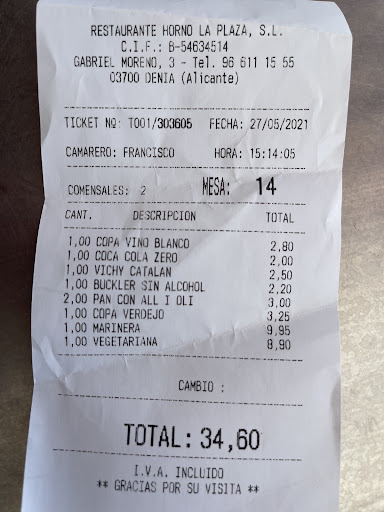 RESTAURANTE HORNO LA PLAZA, S.L.
C.I.F.: B-54634514
GABRIEL MORENO, 3 - Tel. 96 611 15 55
03700 DENIA (Alicante)
TICKET Nº: T001/303605 FECHA: 27/05/2021
CAMARERO: FRANCISCO HORA: 15:14:05
COMENSALES: 2 MESA: 14
CANT. DESCRIPCION TOTAL
1,00 COPA VINO BLANCO 2,80
1,00 COCA COLA ZERO 2,00
1,00 VICHY CATALAN 2,50
1,00 BUCKLER SIN ALCOHOL 2,20
2,00 PAN CON ALL I OLI 3,00
1,00 COPA VERDEJO 3,25
1,00 MARINERA 9,95
1,00 VEGETARIANA 8,90
CAMBIO :
TOTAL: 34,60
I.V.A. INCLUIDO
** GRACIAS POR SU VISITA **